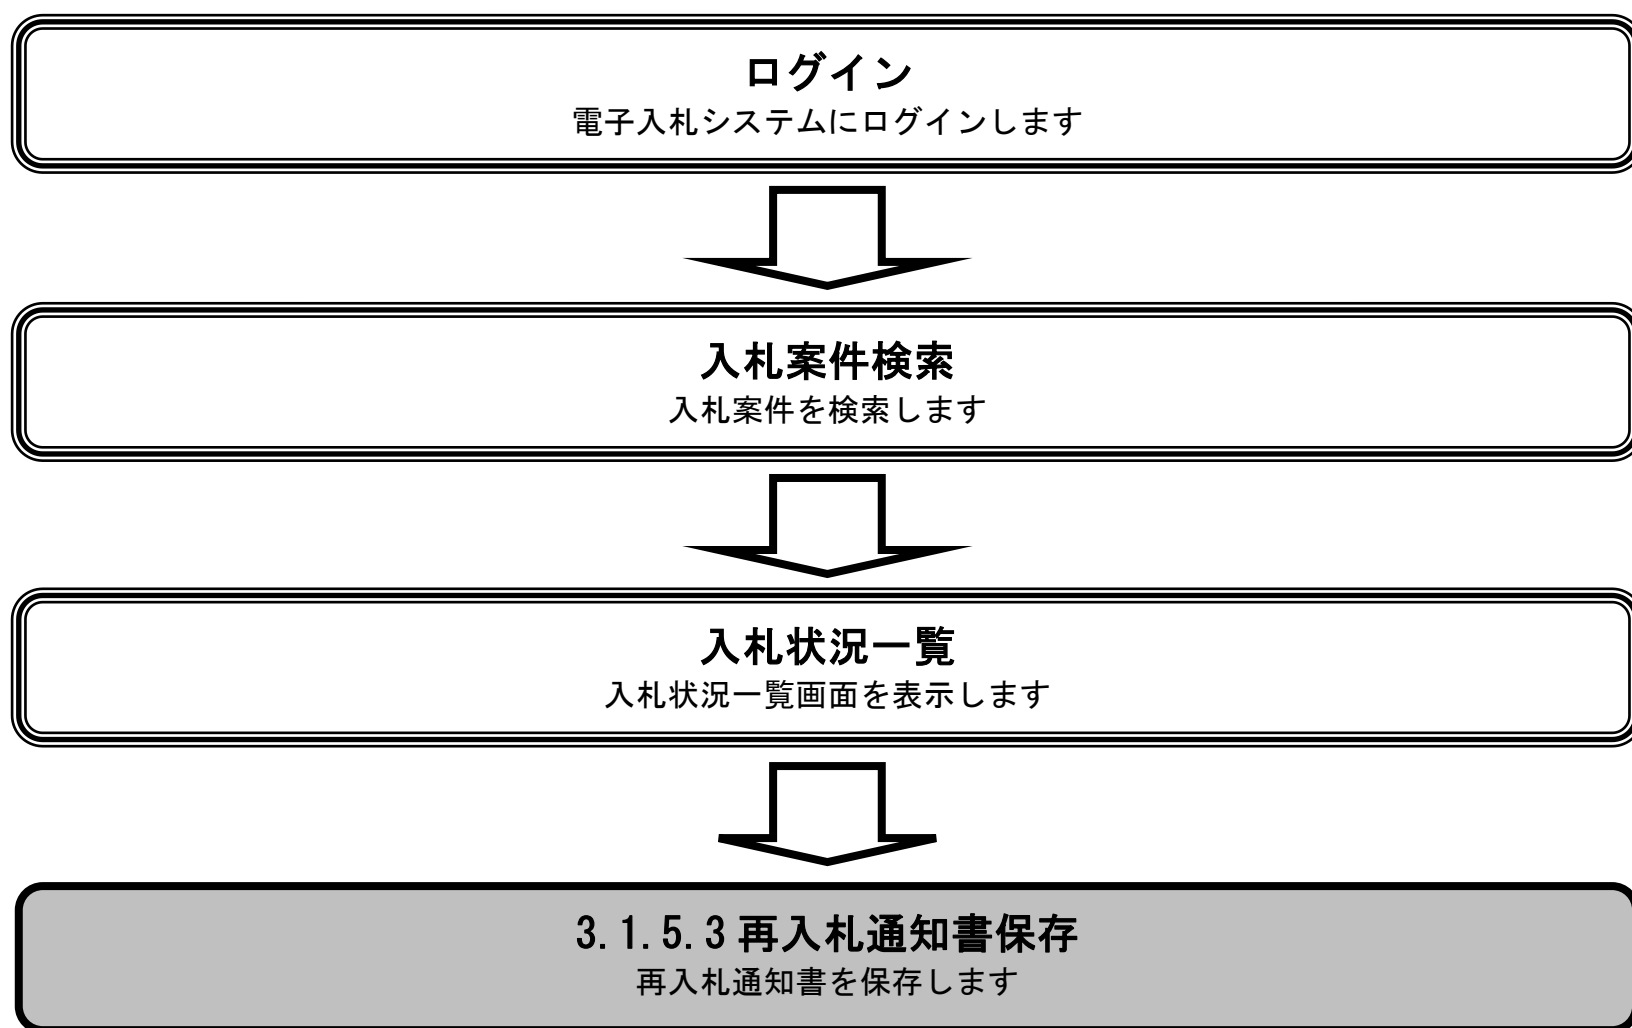 ログイン
電子入札システムにログインします
入札案件検索
入札案件を検索します
入札状況一覧
入札状況一覧画面を表示します
3.1.5.3 再入札通知書保存
再入札通知書を保存します